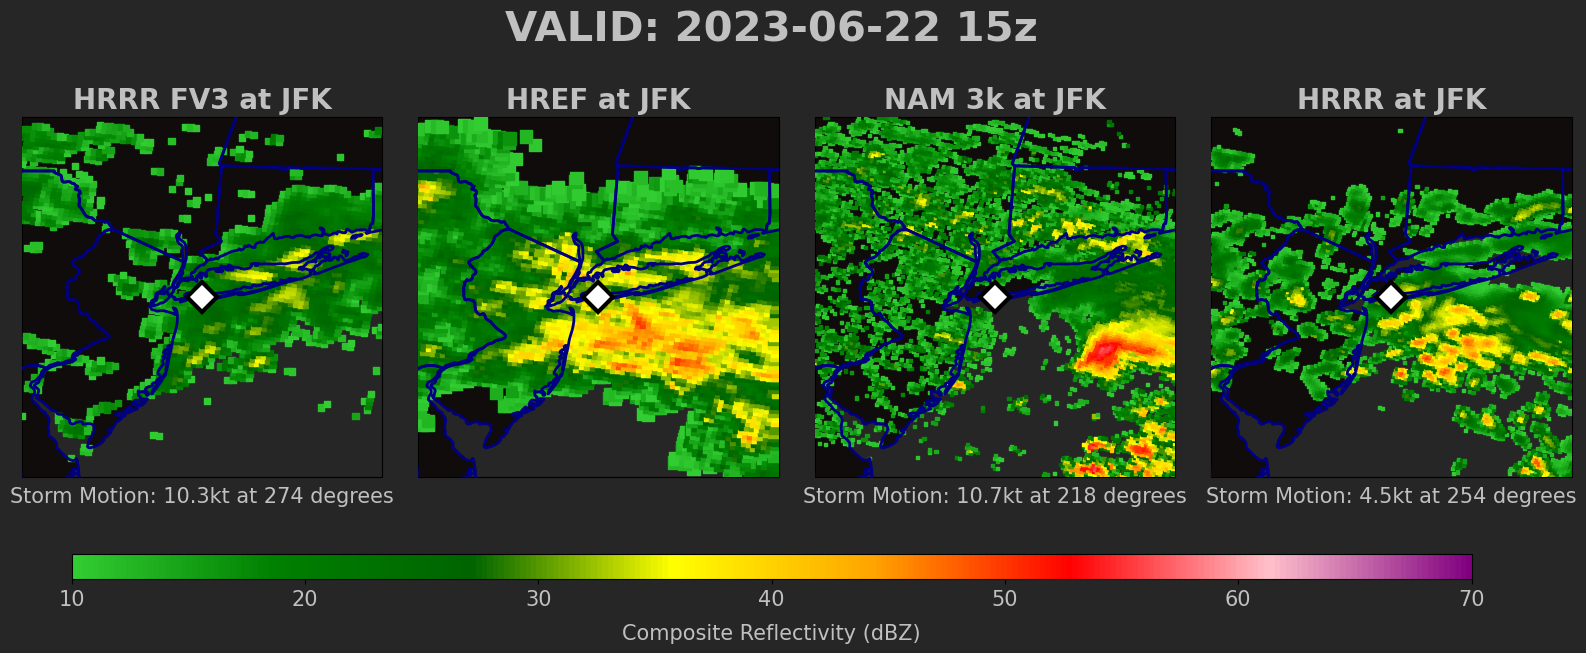 VALID: 2023-06-22 15z
HRRR FV3 at JFK
HREF at JFK
NAM 3k at JFK
HRRR at JFK
Storm Motion: 10.3kt at 274 degrees
Storm Motion: 10.7kt at 218 degrees
Storm Motion: 4.5kt at 254 degrees
10 20 30 40 50 60 70
Composite Reflectivity (dBZ)